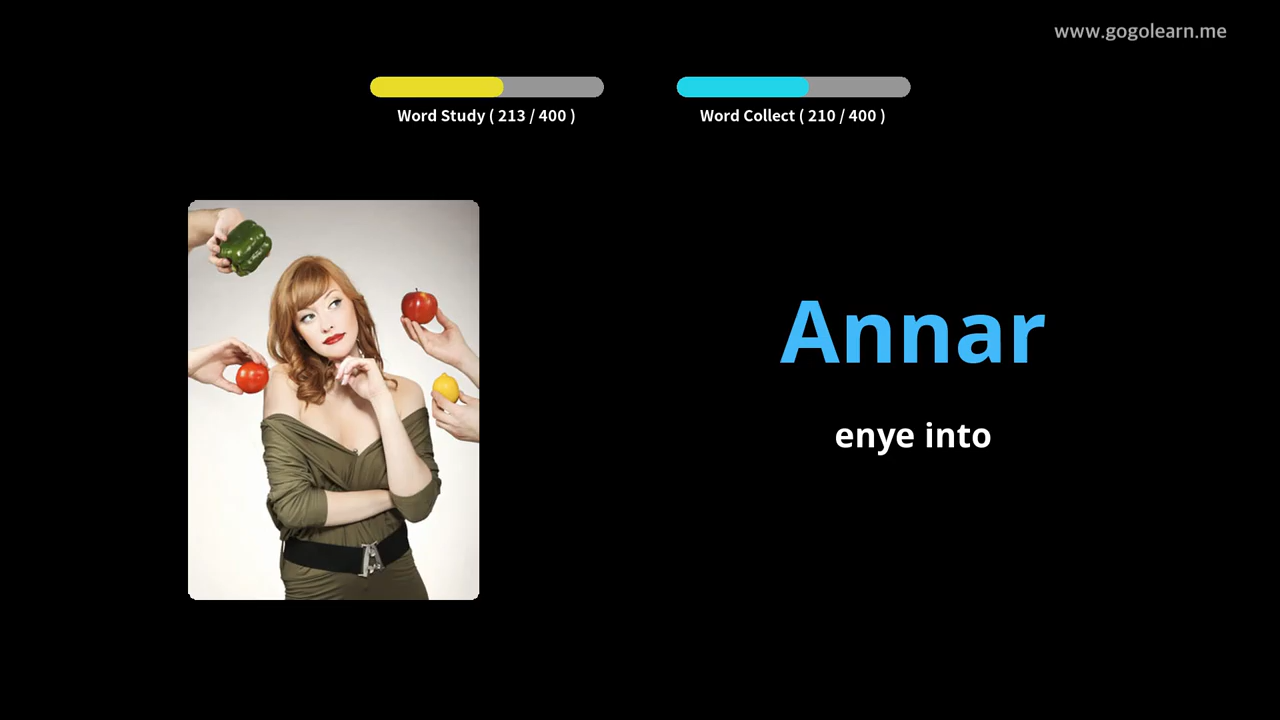 www.gogolearn.me
Word Study ( 213 / 400 )
Word Collect ( 210 / 400 )
Annar
enye into